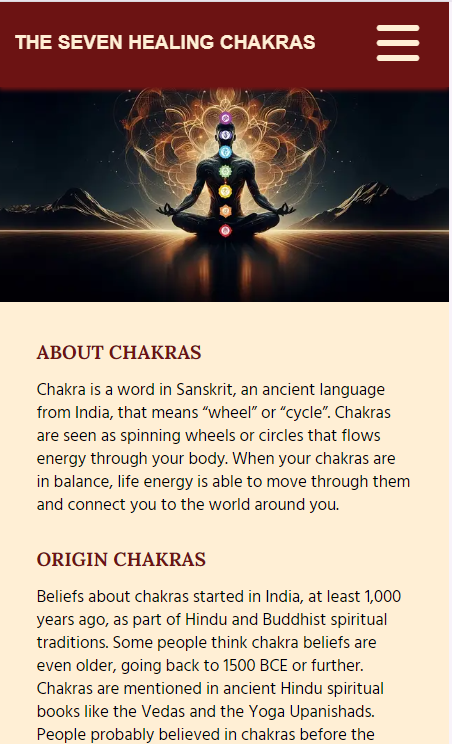 THE SEVEN HEALING CHAKRAS
ABOUT CHAKRAS
Chakra is a word in Sanskrit, an ancient language
from India, that means “wheel” or “cycle”. Chakras
are seen as spinning wheels or circles that flows
energy through your body. When your chakras are
in balance, life energy is able to move through them
and connect you to the world around you.
ORIGIN CHAKRAS
Beliefs about chakras started in India, at least 1,000
years ago, as part of Hindu and Buddhist spiritual
traditions. Some people think chakra beliefs are
even older, going back to 1500 BCE or further.
Chakras are mentioned in ancient Hindu spiritual
books like the Vedas and the Yoga Upanishads.
People probably believed in chakras before the